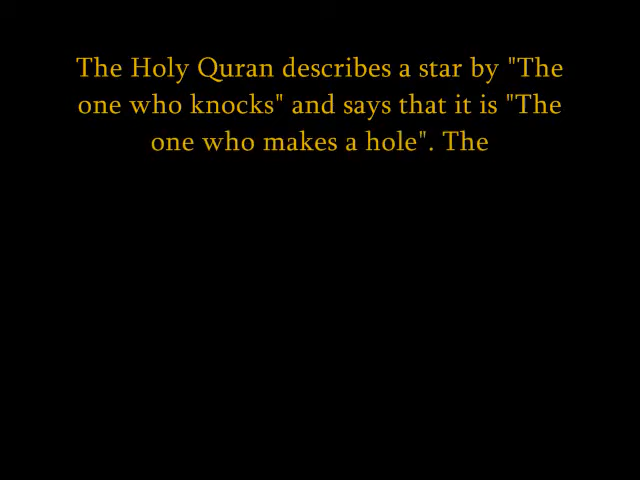 The Holy Quran describes a star by "The
one who knocks" and says that it is "The
one who makes a hole". The